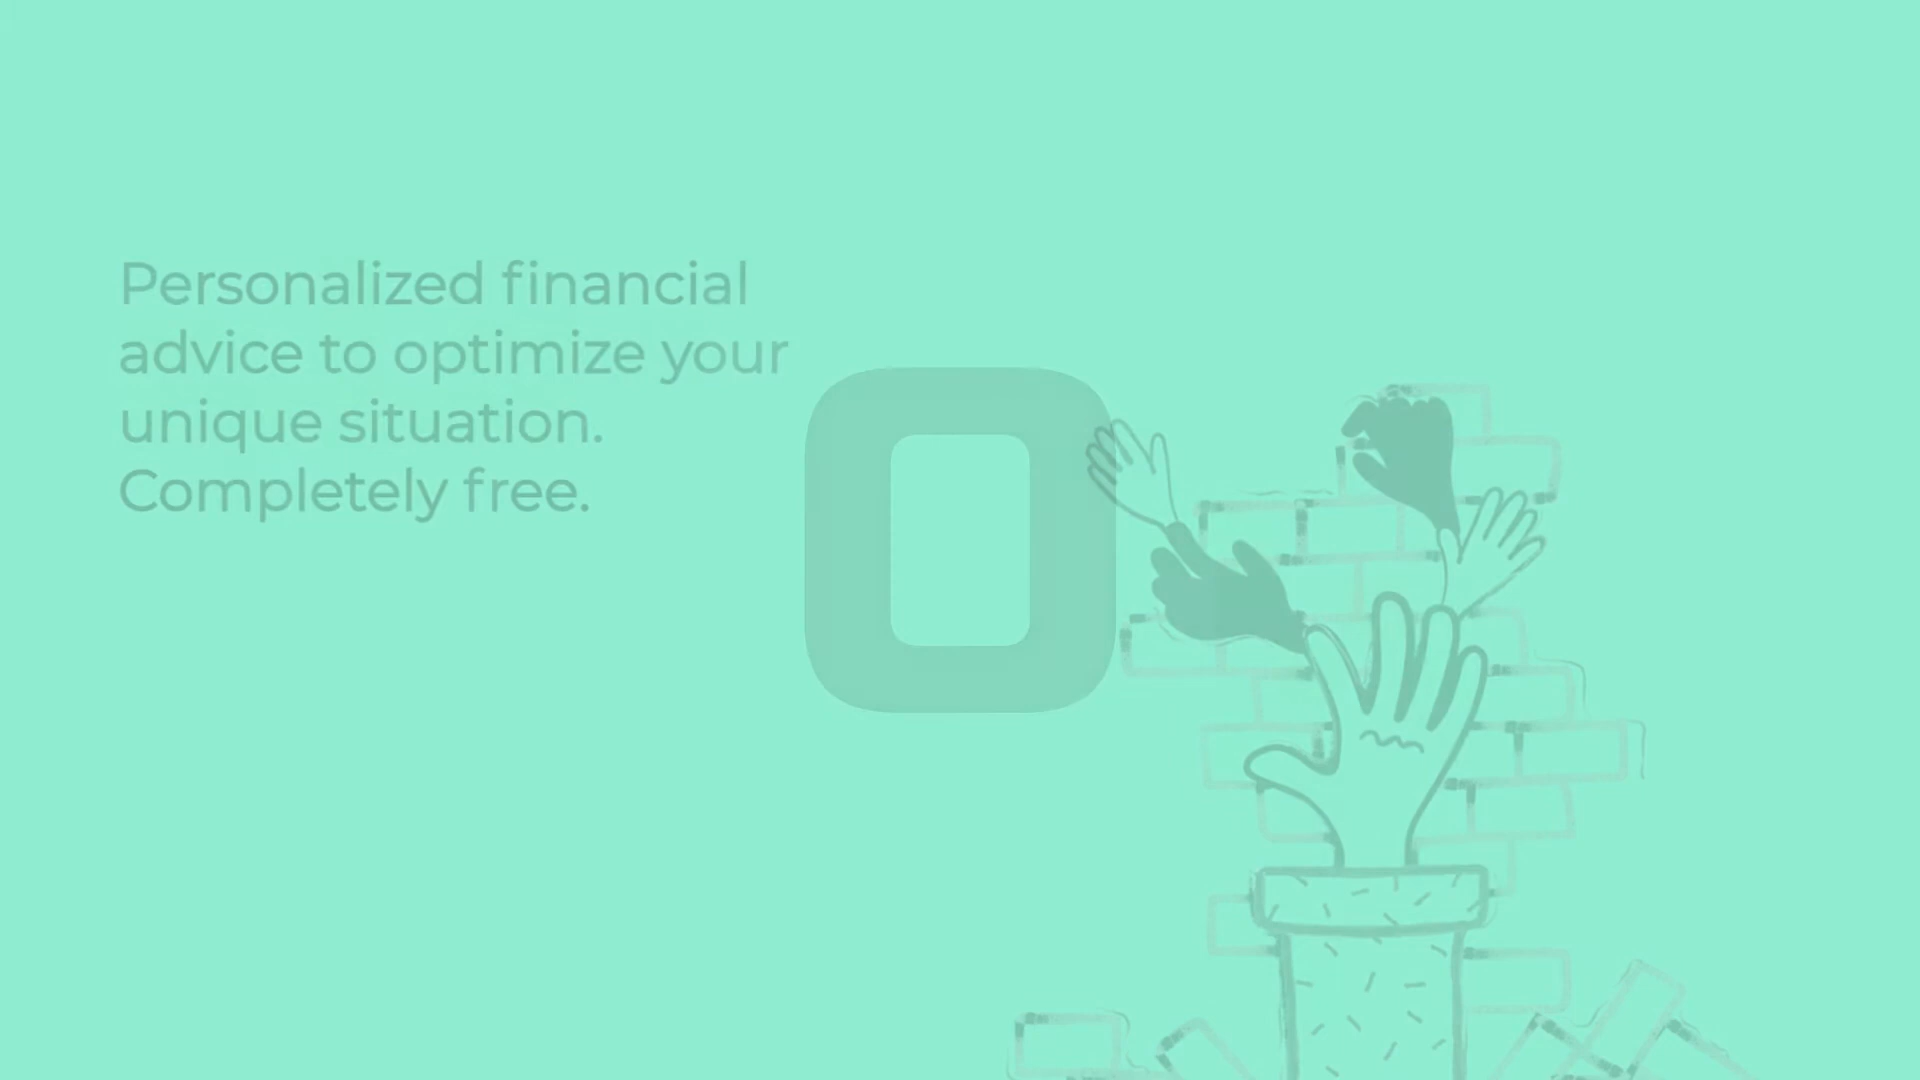 Personalized financial
advice to optimize your
unique situation.
Completely free.